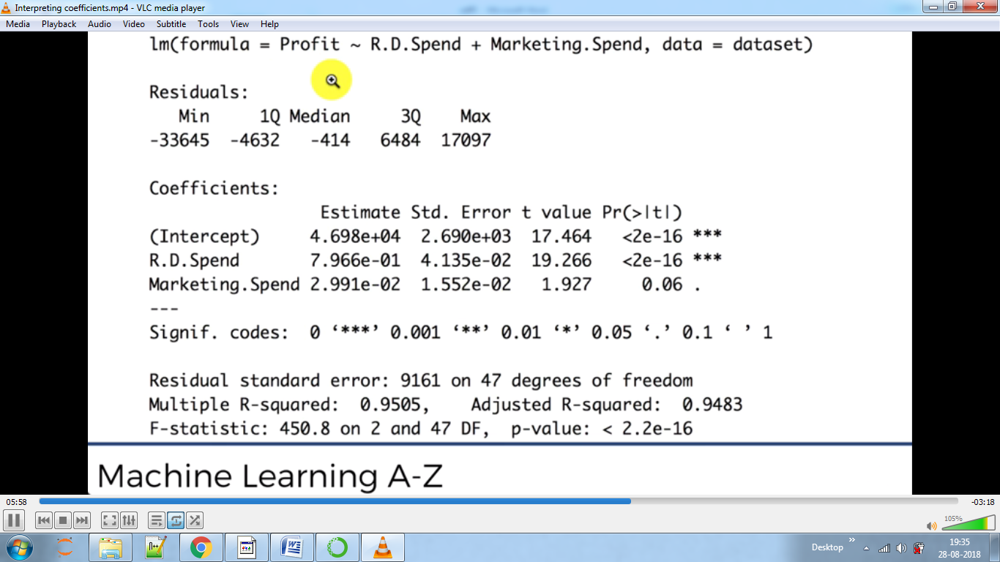 Interpreting coefficients.mp4 - VLC media player
Media Playback Audio Video Subtitle Tools View Help
lm(formula = Profit ~ R.D.Spend + Marketing.Spend, data = dataset)
Residuals:
Min 1Q Median 3Q Max
-33645 -4632 -414 6484 17097
Coefficients:
Estimate Std. Error t value Pr(>|t|)
(Intercept) 4.698e+04 2.690e+03 17.464 <2e-16 ***
R.D.Spend 7.966e-01 4.135e-02 19.266 <2e-16 ***
Marketing.Spend 2.991e-02 1.552e-02 1.927 0.06 .
---
Signif. codes: 0 ‘***’ 0.001 ‘**’ 0.01 ‘*’ 0.05 ‘.’ 0.1 ‘ ’ 1
Residual standard error: 9161 on 47 degrees of freedom
Multiple R-squared: 0.9505, Adjusted R-squared: 0.9483
F-statistic: 450.8 on 2 and 47 DF, p-value: < 2.2e-16
Machine Learning A-Z
05:58 -03:18
105%
Desktop
19:35
28-08-2018